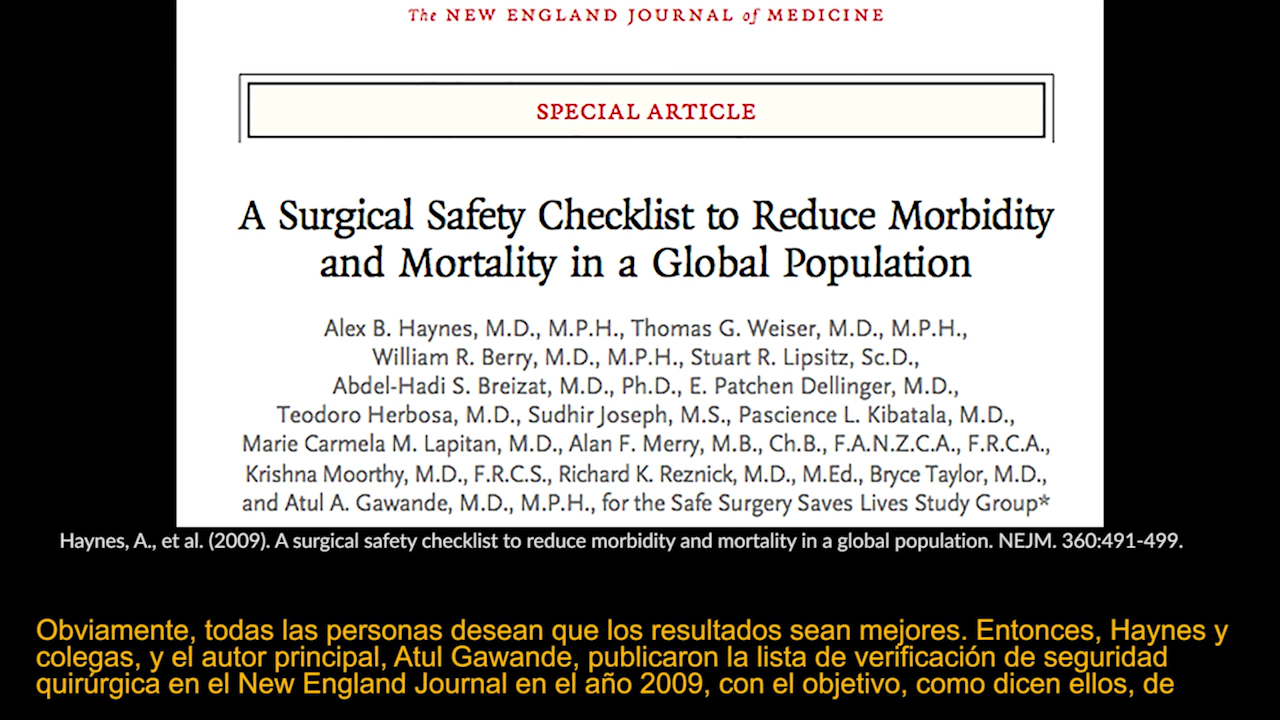 The NEW ENGLAND JOURNAL of MEDICINE
SPECIAL ARTICLE
A Surgical Safety Checklist to Reduce Morbidity
and Mortality in a Global Population
Alex B. Haynes, M.D., M.P.H., Thomas G. Weiser, M.D., M.P.H.,
William R. Berry, M.D., M.P.H., Stuart R. Lipsitz, Sc.D.,
Abdel-Hadi S. Breizat, M.D., Ph.D., E. Patchen Dellinger, M.D.,
Teodoro Herbosa, M.D., Sudhir Joseph, M.S., Pascience L. Kibatala, M.D.,
Marie Carmela M. Lapitan, M.D., Alan F. Merry, M.B., Ch.B., F.A.N.Z.C.A., F.R.C.A.,
Krishna Moorthy, M.D., F.R.C.S., Richard K. Reznick, M.D., M.Ed., Bryce Taylor, M.D.,
and Atul A. Gawande, M.D., M.P.H., for the Safe Surgery Saves Lives Study Group*
Haynes, A., et al. (2009). A surgical safety checklist to reduce morbidity and mortality in a global population. NEJM. 360:491-499.
Obviamente, todas las personas desean que los resultados sean mejores. Entonces, Haynes y
colegas, y el autor principal, Atul Gawande, publicaron la lista de verificación de seguridad
quirúrgica en el New England Journal en el año 2009, con el objetivo, como dicen ellos, de